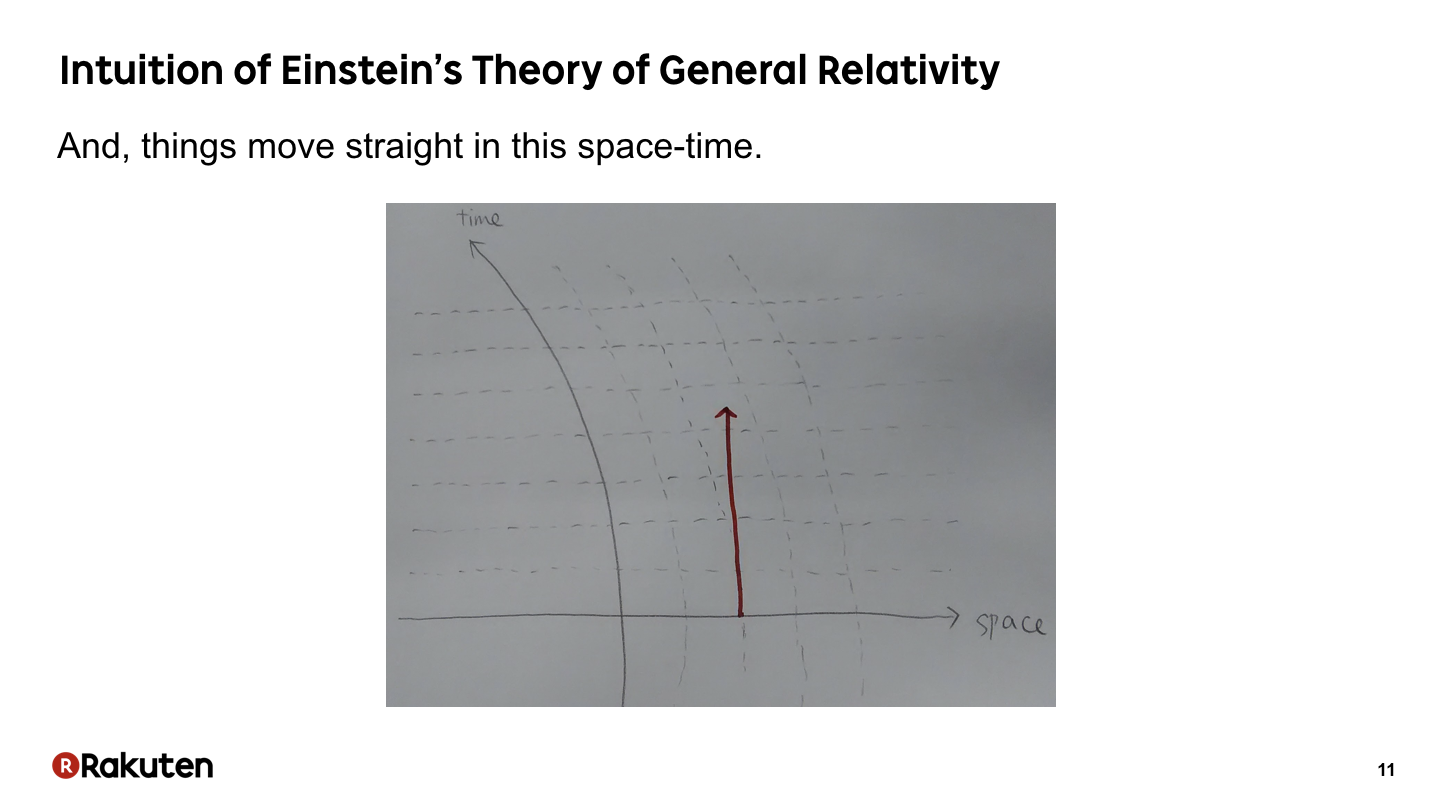 Intuition of Einstein’s Theory of General Relativity
And, things move straight in this space-time.
time
space
Rakuten
11